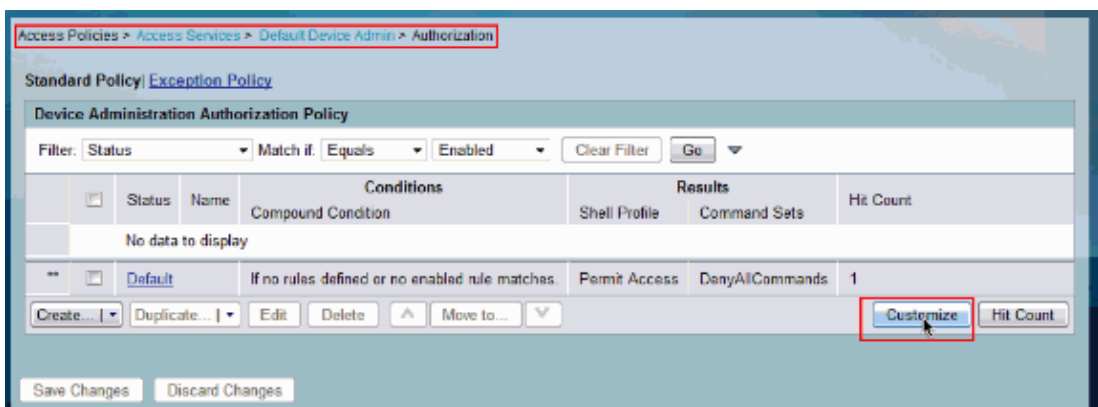 Access Policies > Access Services > Default Device Admin > Authorization
Standard Policy| Exception Policy
Device Administration Authorization Policy
Filter: Status Match if: Equals Enabled Clear Filter Go
Conditions Results
Status Name Compound Condition Shell Profile Command Sets Hit Count
No data to display
** Default If no rules defined or no enabled rule matches. Permit Access DenyAllCommands 1
Create... | Duplicate... | Edit Delete Move to... Customize Hit Count
Save Changes Discard Changes